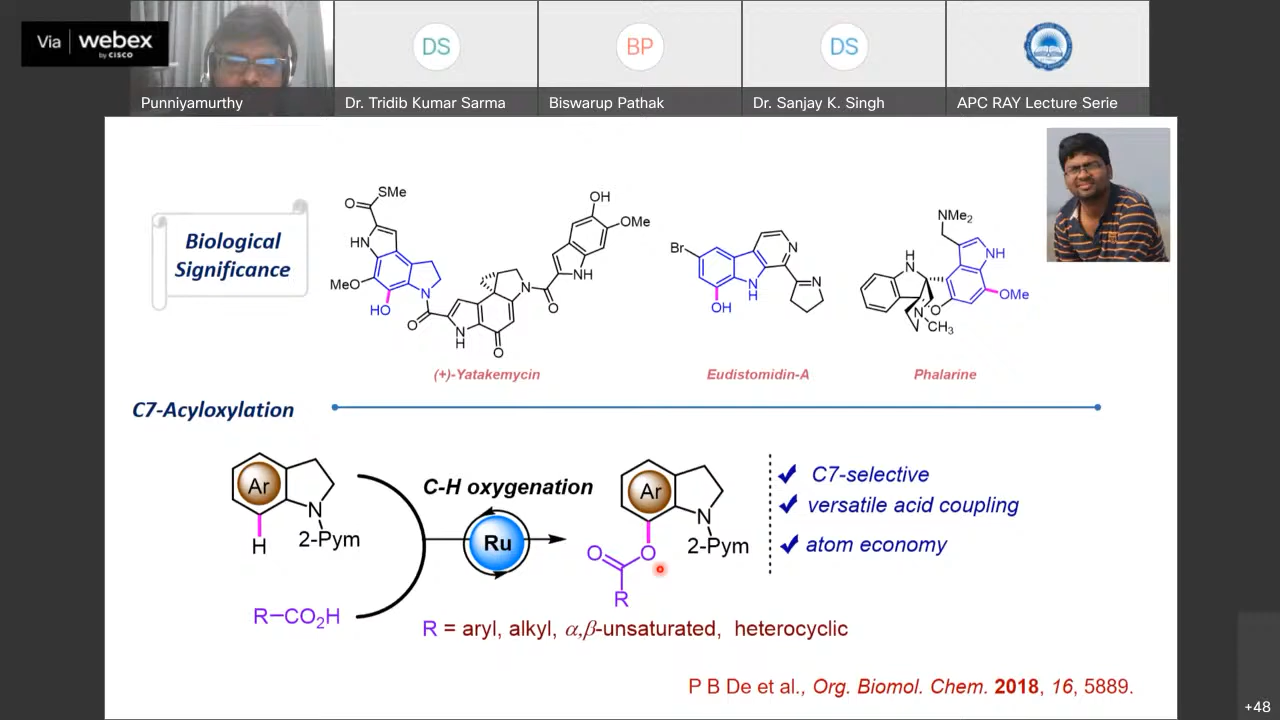 Via webex
by CISCO
DS
BP
DS
Punniyamurthy
Dr. Tridib Kumar Sarma
Biswarup Pathak
Dr. Sanjay K. Singh
APC RAY Lecture Serie
Biological
Significance
SMe
O
HN
MeO
HO
N
O
N
H
O
N
O
NH
OH
OMe
(+)-Yatakemycin
Br
N
N
H
N
OH
Eudistomidin-A
NMe2
NH
H
N
OMe
O
N
CH3
Phalarine
C7-Acyloxylation
Ar
N
H
2-Pym
R–CO2H
C-H oxygenation
Ru
Ar
N
2-Pym
O
O
R
C7-selective
versatile acid coupling
atom economy
R = aryl, alkyl, α,β-unsaturated, heterocyclic
P B De et al., Org. Biomol. Chem. 2018, 16, 5889.
+48